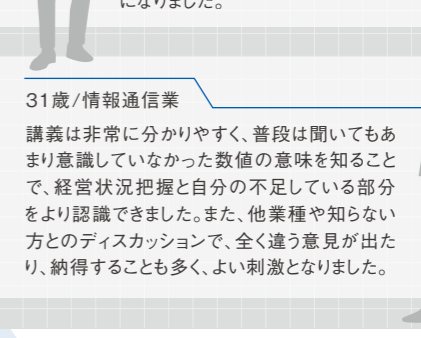 になりました。
31歳/情報通信業
講義は非常に分かりやすく、普段は聞いてもあ
まり意識していなかった数値の意味を知ること
で、経営状況把握と自分の不足している部分
をより認識できました。また、他業種や知らない
方とのディスカッションで、全く違う意見が出た
り、納得することも多く、よい刺激となりました。